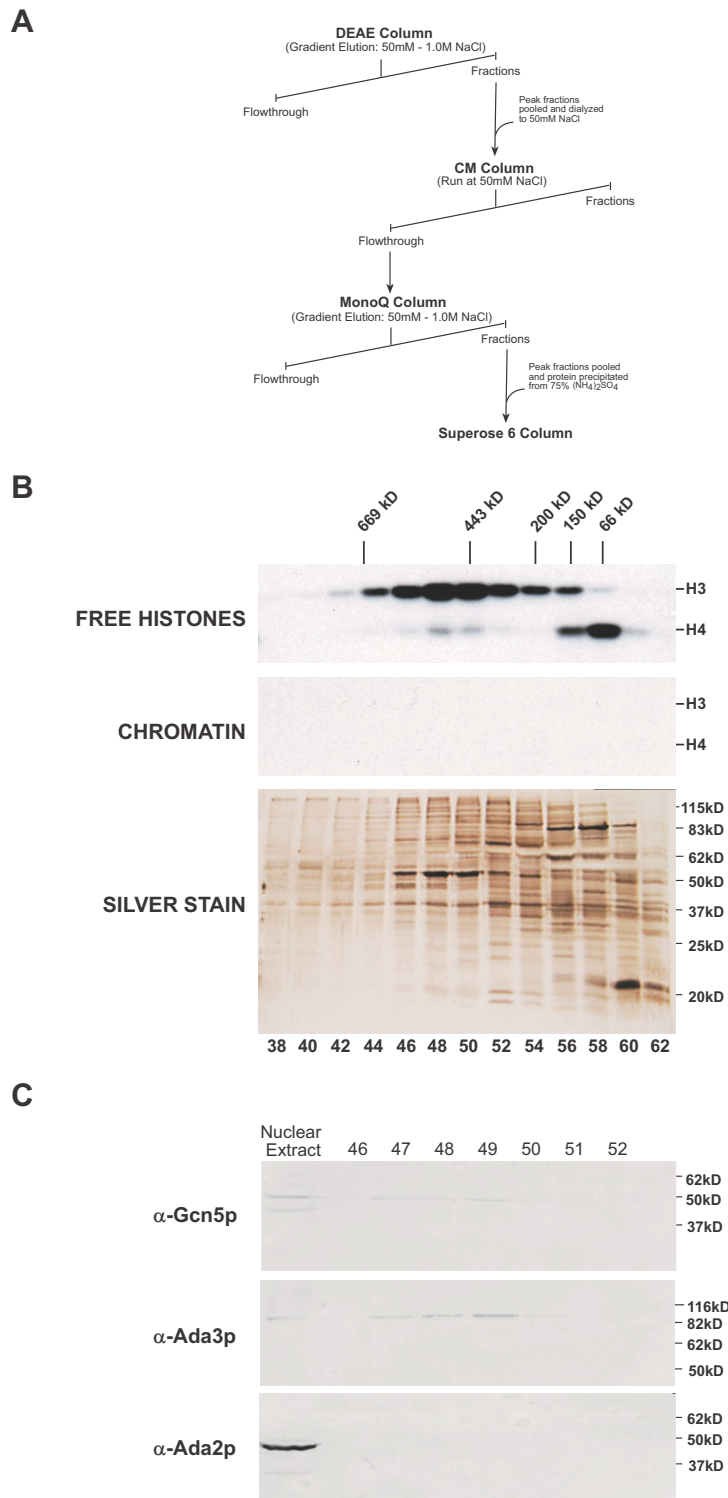 A
DEAE Column
(Gradient Elution: 50mM - 1.0M NaCl)
Fractions
Flowthrough
Peak fractions
pooled and dialyzed
to 50mM NaCl
CM Column
(Run at 50mM NaCl)
Fractions
Flowthrough
MonoQ Column
(Gradient Elution: 50mM - 1.0M NaCl)
Fractions
Flowthrough
Peak fractions pooled
and protein precipitated
from 75% (NH₄)₂SO₄
Superose 6 Column
B
669 kD 443 kD 200 kD 150 kD 66 kD
FREE HISTONES
H3
H4
CHROMATIN
H3
H4
SILVER STAIN
115kD
83kD
62kD
50kD
37kD
25kD
20kD
38 40 42 44 46 48 50 52 54 56 58 60 62
C
Nuclear
Extract 46 47 48 49 50 51 52
α-Gcn5p
62kD
50kD
37kD
α-Ada3p
116kD
82kD
62kD
50kD
α-Ada2p
62kD
50kD
37kD